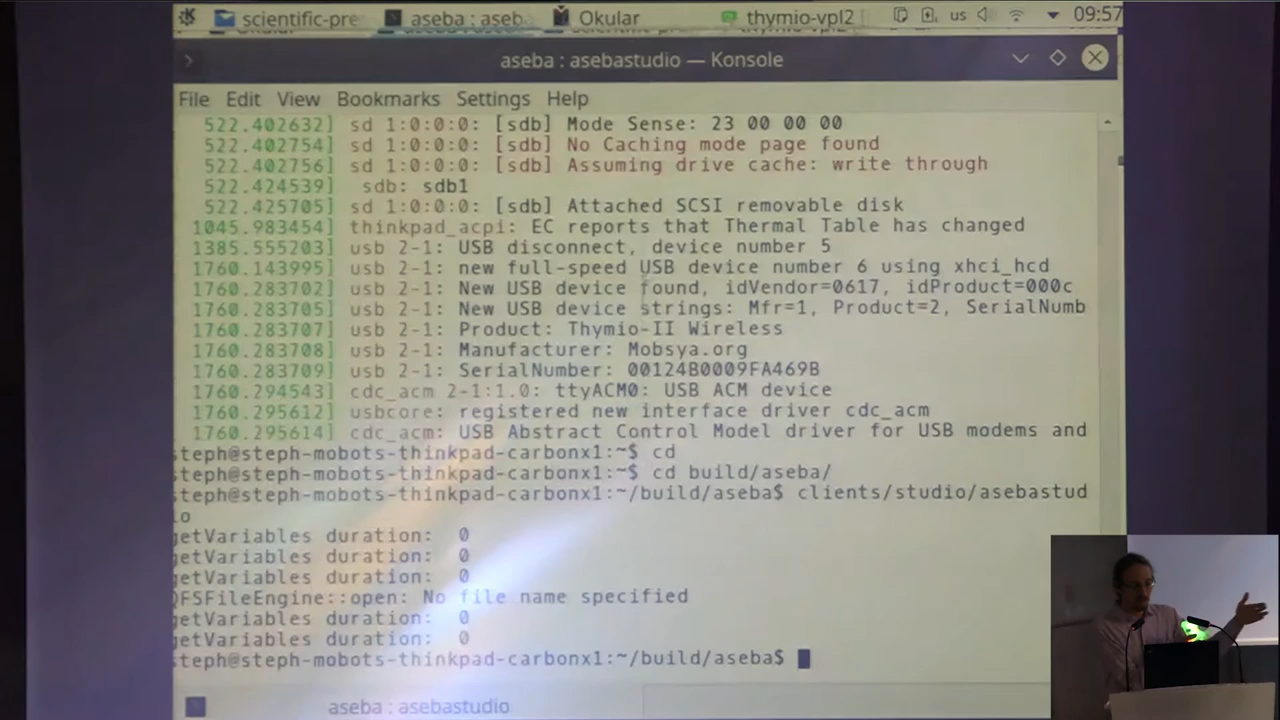 scientific-pre
aseba : aseb
Okular
thymio-vpl2
us
09:57
aseba : asebastudio — Konsole
File Edit View Bookmarks Settings Help
522.402632] sd 1:0:0:0: [sdb] Mode Sense: 23 00 00 00
522.402754] sd 1:0:0:0: [sdb] No Caching mode page found
522.402756] sd 1:0:0:0: [sdb] Assuming drive cache: write through
522.424539] sdb: sdb1
522.425705] sd 1:0:0:0: [sdb] Attached SCSI removable disk
1045.983454] thinkpad_acpi: EC reports that Thermal Table has changed
1385.555203] usb 2-1: USB disconnect, device number 5
1760.143995] usb 2-1: new full-speed USB device number 6 using xhci_hcd
1760.283702] usb 2-1: New USB device found, idVendor=0617, idProduct=000c
1760.283705] usb 2-1: New USB device strings: Mfr=1, Product=2, SerialNumb
1760.283707] usb 2-1: Product: Thymio-II Wireless
1760.283708] usb 2-1: Manufacturer: Mobsya.org
1760.283709] usb 2-1: SerialNumber: 00124B0009FA469B
1760.294543] cdc_acm 2-1:1.0: ttyACM0: USB ACM device
1760.295612] usbcore: registered new interface driver cdc_acm
1760.295614] cdc_acm: USB Abstract Control Model driver for USB modems and
steph@steph-mobots-thinkpad-carbonx1:~$ cd
steph@steph-mobots-thinkpad-carbonx1:~$ cd build/aseba/
steph@steph-mobots-thinkpad-carbonx1:~/build/aseba$ clients/studio/asebastud
io
getVariables duration: 0
getVariables duration: 0
getVariables duration: 0
QFSFileEngine::open: No file name specified
getVariables duration: 0
getVariables duration: 0
steph@steph-mobots-thinkpad-carbonx1:~/build/aseba$
aseba : asebastudio